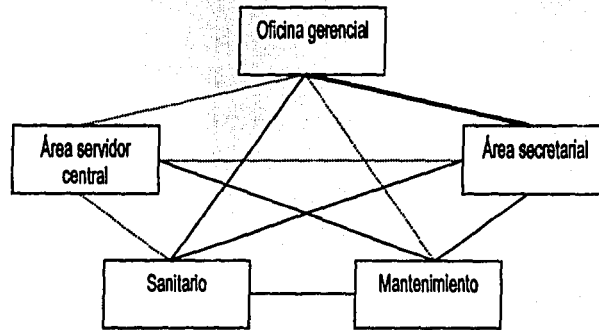 Oficina gerencial
Área servidor
central
Área secretarial
Sanitario
Mantenimiento